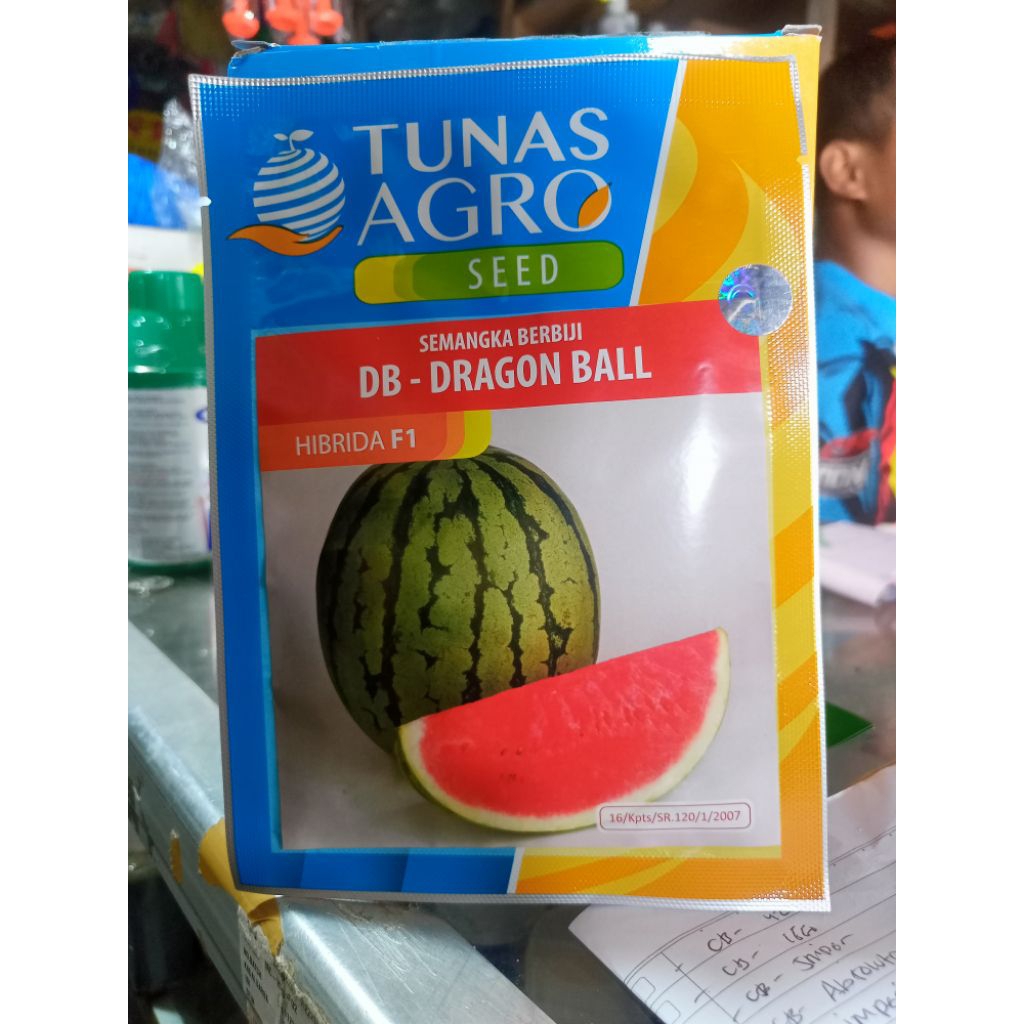 TUNAS
AGRO
SEED
SEMANGKA BERBIJI
DB - DRAGON BALL
HIBRIDA F1
16/Kpts/SR.120/1/2007